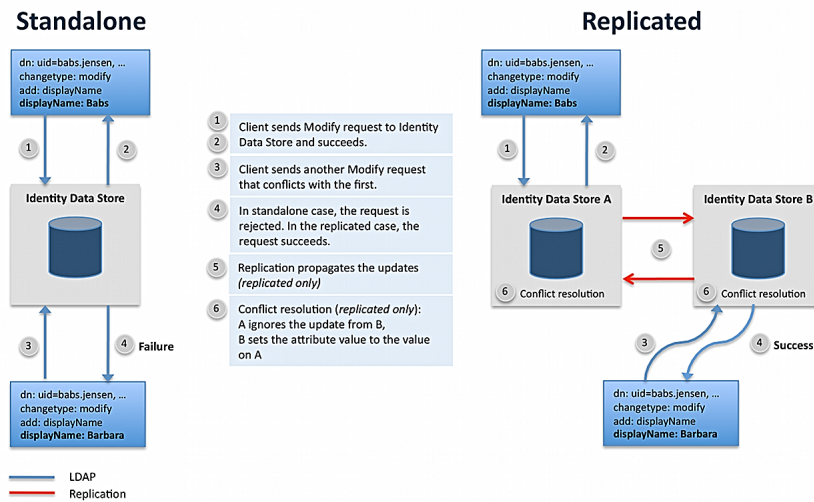 Standalone
Replicated
dn: uid=babs.jensen, ...
changetype: modify
add: displayName
displayName: Babs
1
2
Identity Data Store
3
4
Failure
dn: uid=babs.jensen, ...
changetype: modify
add: displayName
displayName: Barbara
LDAP
Replication
1
2
Client sends Modify request to Identity
Data Store and succeeds.
3
Client sends another Modify request
that conflicts with the first.
4
In standalone case, the request is
rejected. In the replicated case, the
request succeeds.
5
Replication propagates the updates
(replicated only)
6
Conflict resolution (replicated only):
A ignores the update from B,
B sets the attribute value to the value
on A
dn: uid=babs.jensen, ...
changetype: modify
add: displayName
displayName: Babs
1
2
Identity Data Store A
Identity Data Store B
5
6 Conflict resolution
6 Conflict resolution
3
4
Success
dn: uid=babs.jensen, ...
changetype: modify
add: displayName
displayName: Barbara